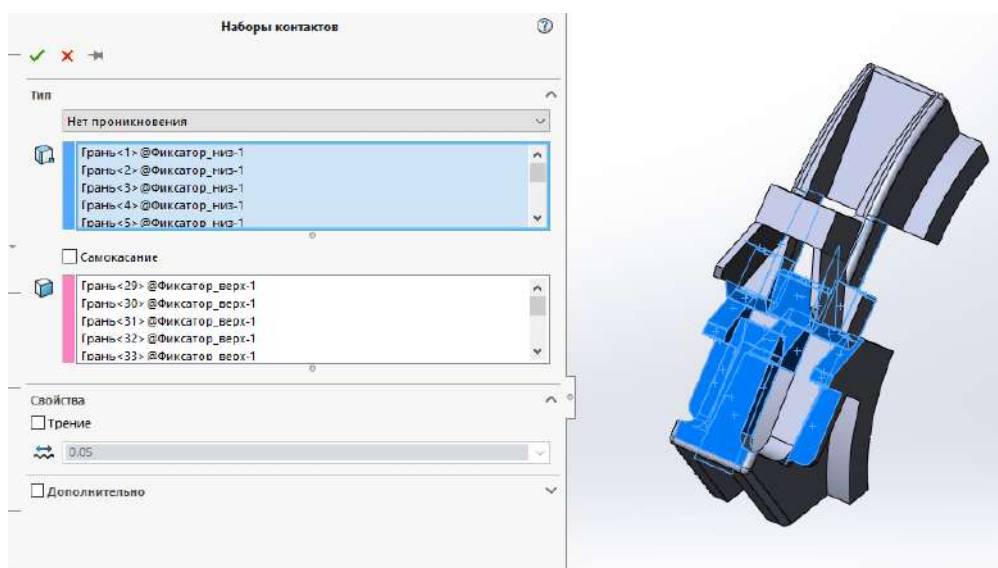 Наборы контактов
Тип
Нет проникновения
Грань<1>@Фиксатор_низ-1
Грань<2>@Фиксатор_низ-1
Грань<3>@Фиксатор_низ-1
Грань<4>@Фиксатор_низ-1
Грань<5>@Фиксатор_низ-1
Самокасание
Грань<29>@Фиксатор_верх-1
Грань<30>@Фиксатор_верх-1
Грань<31>@Фиксатор_верх-1
Грань<32>@Фиксатор_верх-1
Грань<33>@Фиксатор_верх-1
Свойства
Трение
0.05
Дополнительно